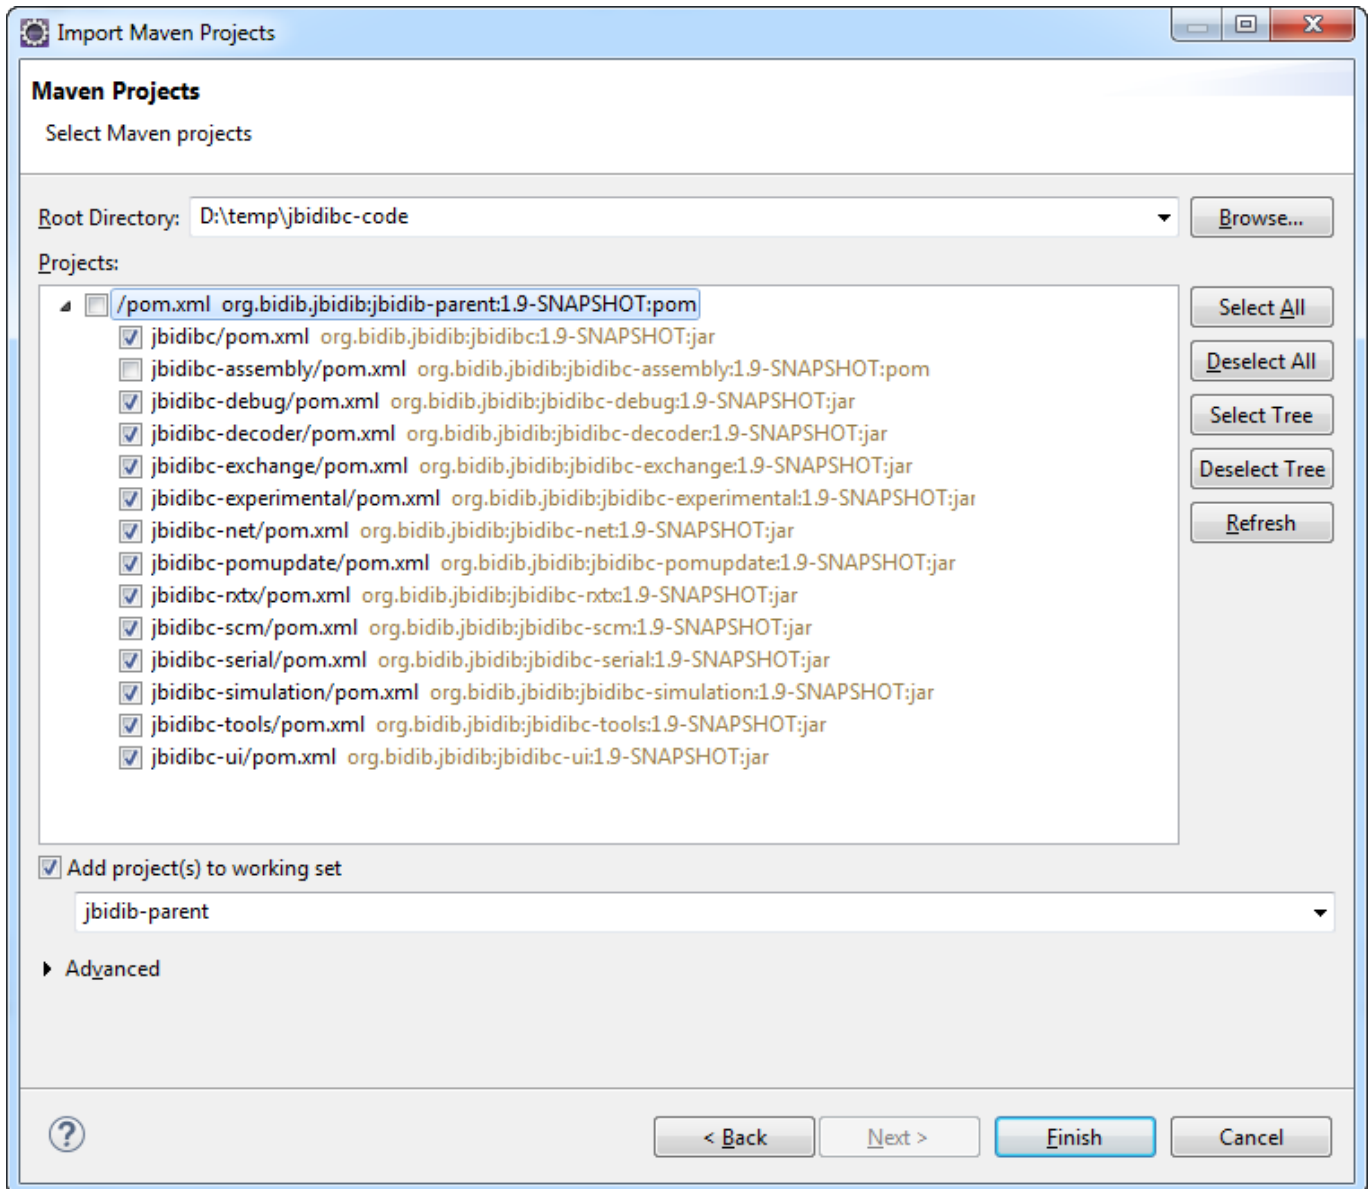 Import Maven Projects
Maven Projects
Select Maven projects
Root Directory: D:\temp\jbidibc-code Browse...
Projects:
/pom.xml org.bidib.jbidib:jbidib-parent:1.9-SNAPSHOT:pom
jbidibc/pom.xml org.bidib.jbidib:jbidibc:1.9-SNAPSHOT:jar
jbidibc-assembly/pom.xml org.bidib.jbidib:jbidibc-assembly:1.9-SNAPSHOT:pom
jbidibc-debug/pom.xml org.bidib.jbidib:jbidibc-debug:1.9-SNAPSHOT:jar
jbidibc-decoder/pom.xml org.bidib.jbidib:jbidibc-decoder:1.9-SNAPSHOT:jar
jbidibc-exchange/pom.xml org.bidib.jbidib:jbidibc-exchange:1.9-SNAPSHOT:jar
jbidibc-experimental/pom.xml org.bidib.jbidib:jbidibc-experimental:1.9-SNAPSHOT:jar
jbidibc-net/pom.xml org.bidib.jbidib:jbidibc-net:1.9-SNAPSHOT:jar
jbidibc-pomupdate/pom.xml org.bidib.jbidib:jbidibc-pomupdate:1.9-SNAPSHOT:jar
jbidibc-rxtx/pom.xml org.bidib.jbidib:jbidibc-rxtx:1.9-SNAPSHOT:jar
jbidibc-scm/pom.xml org.bidib.jbidib:jbidibc-scm:1.9-SNAPSHOT:jar
jbidibc-serial/pom.xml org.bidib.jbidib:jbidibc-serial:1.9-SNAPSHOT:jar
jbidibc-simulation/pom.xml org.bidib.jbidib:jbidibc-simulation:1.9-SNAPSHOT:jar
jbidibc-tools/pom.xml org.bidib.jbidib:jbidibc-tools:1.9-SNAPSHOT:jar
jbidibc-ui/pom.xml org.bidib.jbidib:jbidibc-ui:1.9-SNAPSHOT:jar
Select All
Deselect All
Select Tree
Deselect Tree
Refresh
Add project(s) to working set
jbidib-parent
Advanced
< Back Next > Finish Cancel